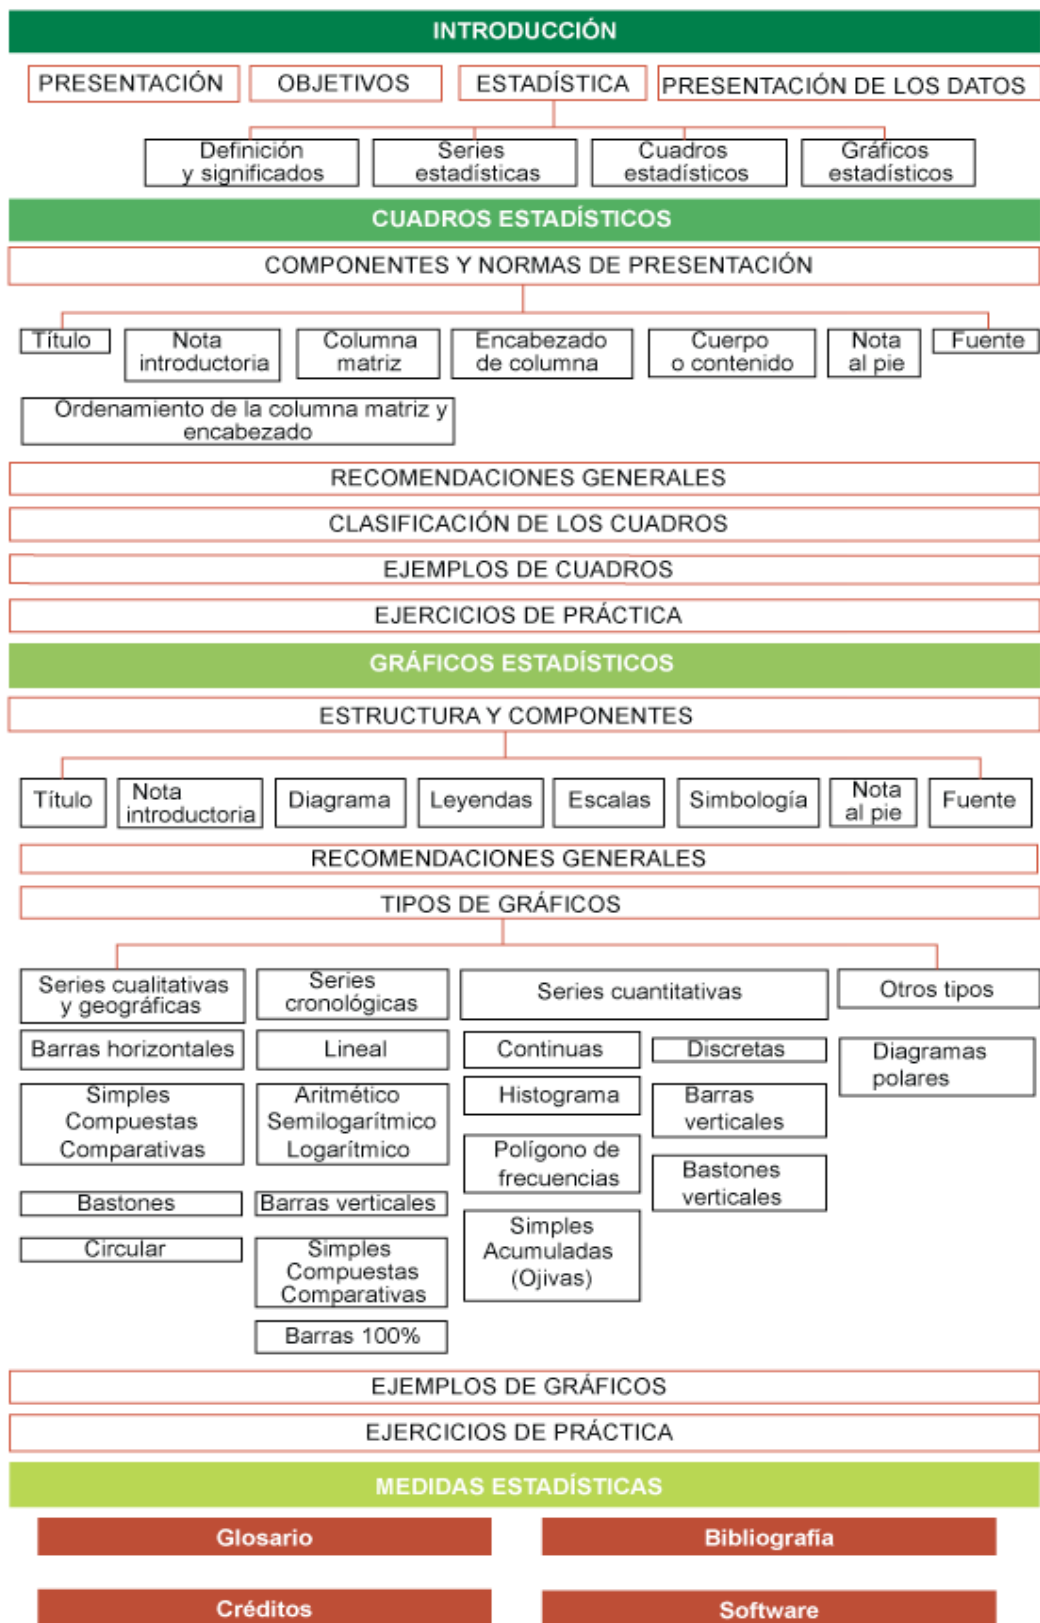 INTRODUCCIÓN
PRESENTACIÓN
OBJETIVOS
ESTADÍSTICA
PRESENTACIÓN DE LOS DATOS
Definición
y significados
Series
estadísticas
Cuadros
estadísticos
Gráficos
estadísticos
CUADROS ESTADÍSTICOS
COMPONENTES Y NORMAS DE PRESENTACIÓN
Título
Nota
introductoria
Columna
matriz
Encabezado
de columna
Cuerpo
o contenido
Nota
al pie
Fuente
Ordenamiento de la columna matriz y
encabezado
RECOMENDACIONES GENERALES
CLASIFICACIÓN DE LOS CUADROS
EJEMPLOS DE CUADROS
EJERCICIOS DE PRÁCTICA
GRÁFICOS ESTADÍSTICOS
ESTRUCTURA Y COMPONENTES
Título
Nota
introductoria
Diagrama
Leyendas
Escalas
Simbología
Nota
al pie
Fuente
RECOMENDACIONES GENERALES
TIPOS DE GRÁFICOS
Series cualitativas
y geográficas
Barras horizontales
Simples
Compuestas
Comparativas
Bastones
Circular
Series
cronológicas
Lineal
Aritmético
Semilogarítmico
Logarítmico
Barras verticales
Simples
Compuestas
Comparativas
Barras 100%
Series cuantitativas
Continuas
Histograma
Polígono de
frecuencias
Simples
Acumuladas
(Ojivas)
Discretas
Barras
verticales
Bastones
verticales
Otros tipos
Diagramas
polares
EJEMPLOS DE GRÁFICOS
EJERCICIOS DE PRÁCTICA
MEDIDAS ESTADÍSTICAS
Glosario
Bibliografía
Créditos
Software